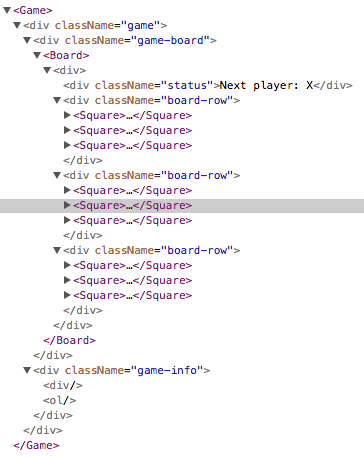 <Game>
<div className="game">
<div className="game-board">
<Board>
<div>
<div className="status">Next player: X</div>
<div className="board-row">
<Square>…</Square>
<Square>…</Square>
<Square>…</Square>
</div>
<div className="board-row">
<Square>…</Square>
<Square>…</Square>
<Square>…</Square>
</div>
<div className="board-row">
<Square>…</Square>
<Square>…</Square>
<Square>…</Square>
</div>
</div>
</Board>
</div>
<div className="game-info">
<div/>
<ol/>
</div>
</div>
</Game>